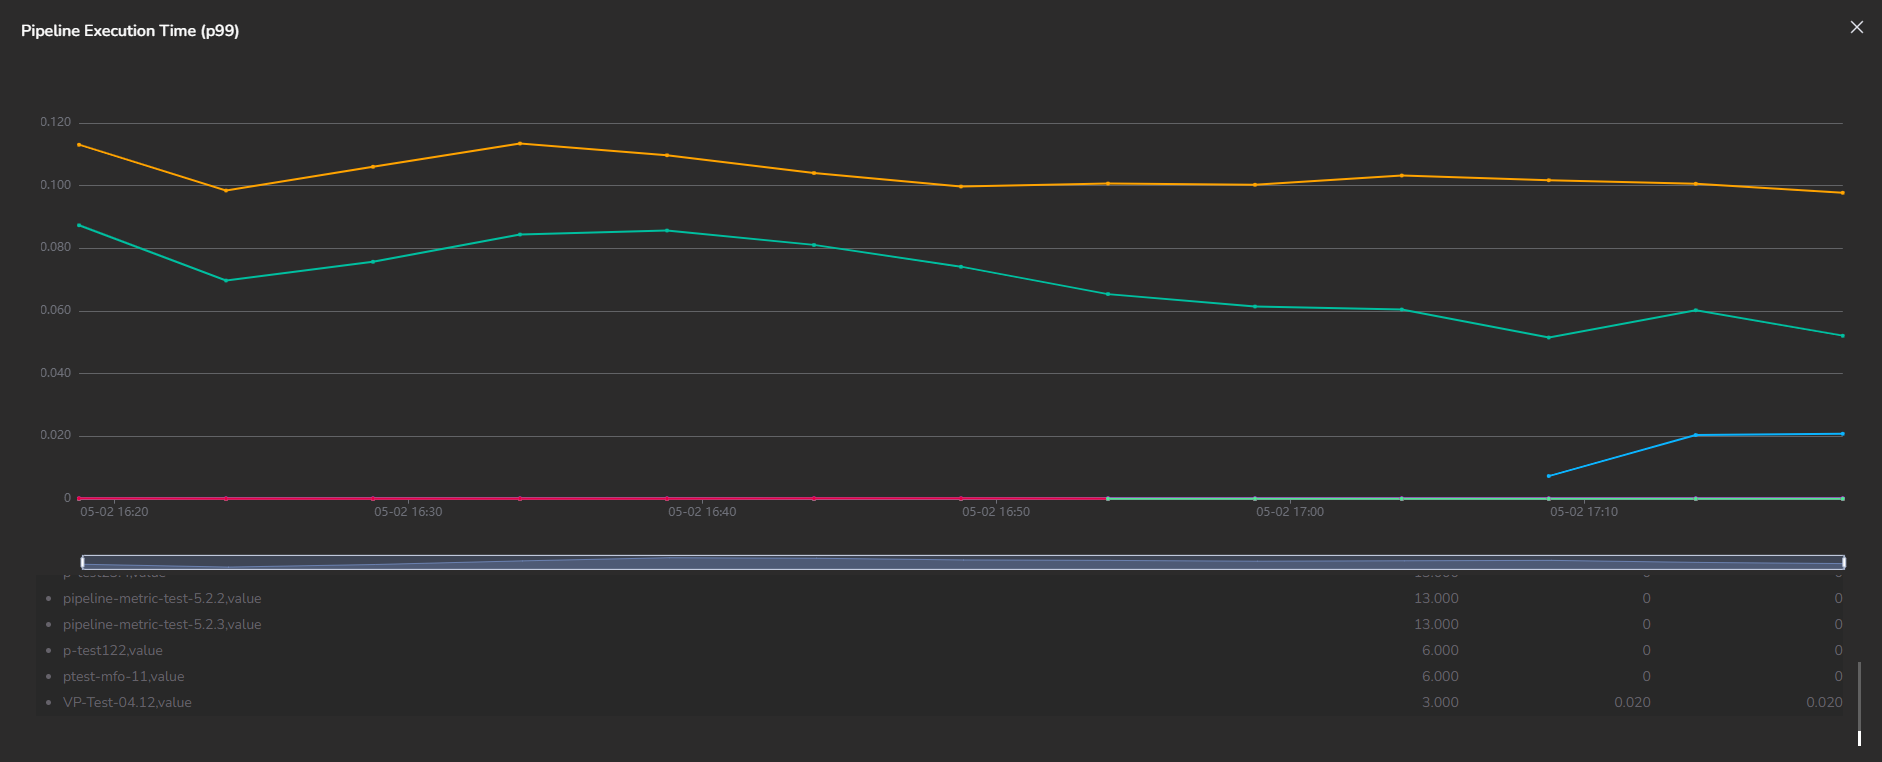 Pipeline Execution Time (p99)
0.120
0.100
0.080
0.060
0.040
0.020
0
05-02 16:20 05-02 16:30 05-02 16:40 05-02 16:50 05-02 17:00 05-02 17:10
pipeline-metric-test-5.2.2,value 13.000 0 0
pipeline-metric-test-5.2.3,value 13.000 0 0
p-test122,value 6.000 0 0
ptest-mfo-11,value 6.000 0 0
VP-Test-04.12,value 3.000 0.020 0.020